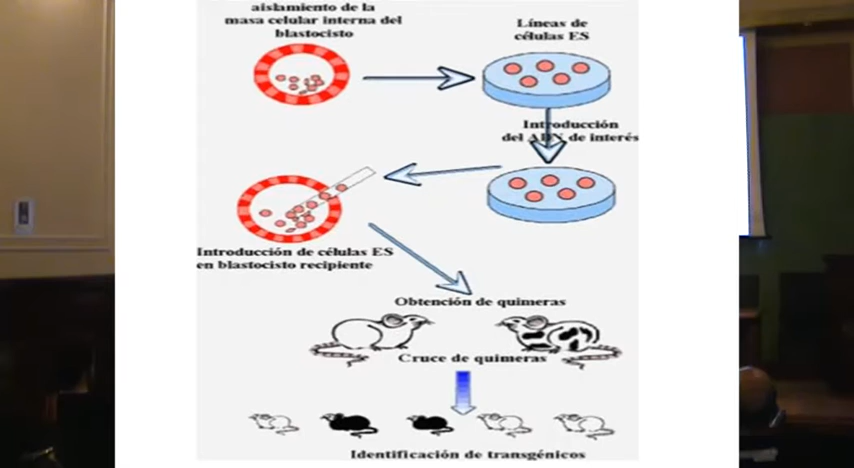 aislamiento de la
masa celular interna del
blastocisto
Líneas de
células ES
Introducción
del ADN de interés
Introducción de células ES
en blastocisto recipiente
Obtención de quimeras
Cruce de quimeras
Identificación de transgénicos